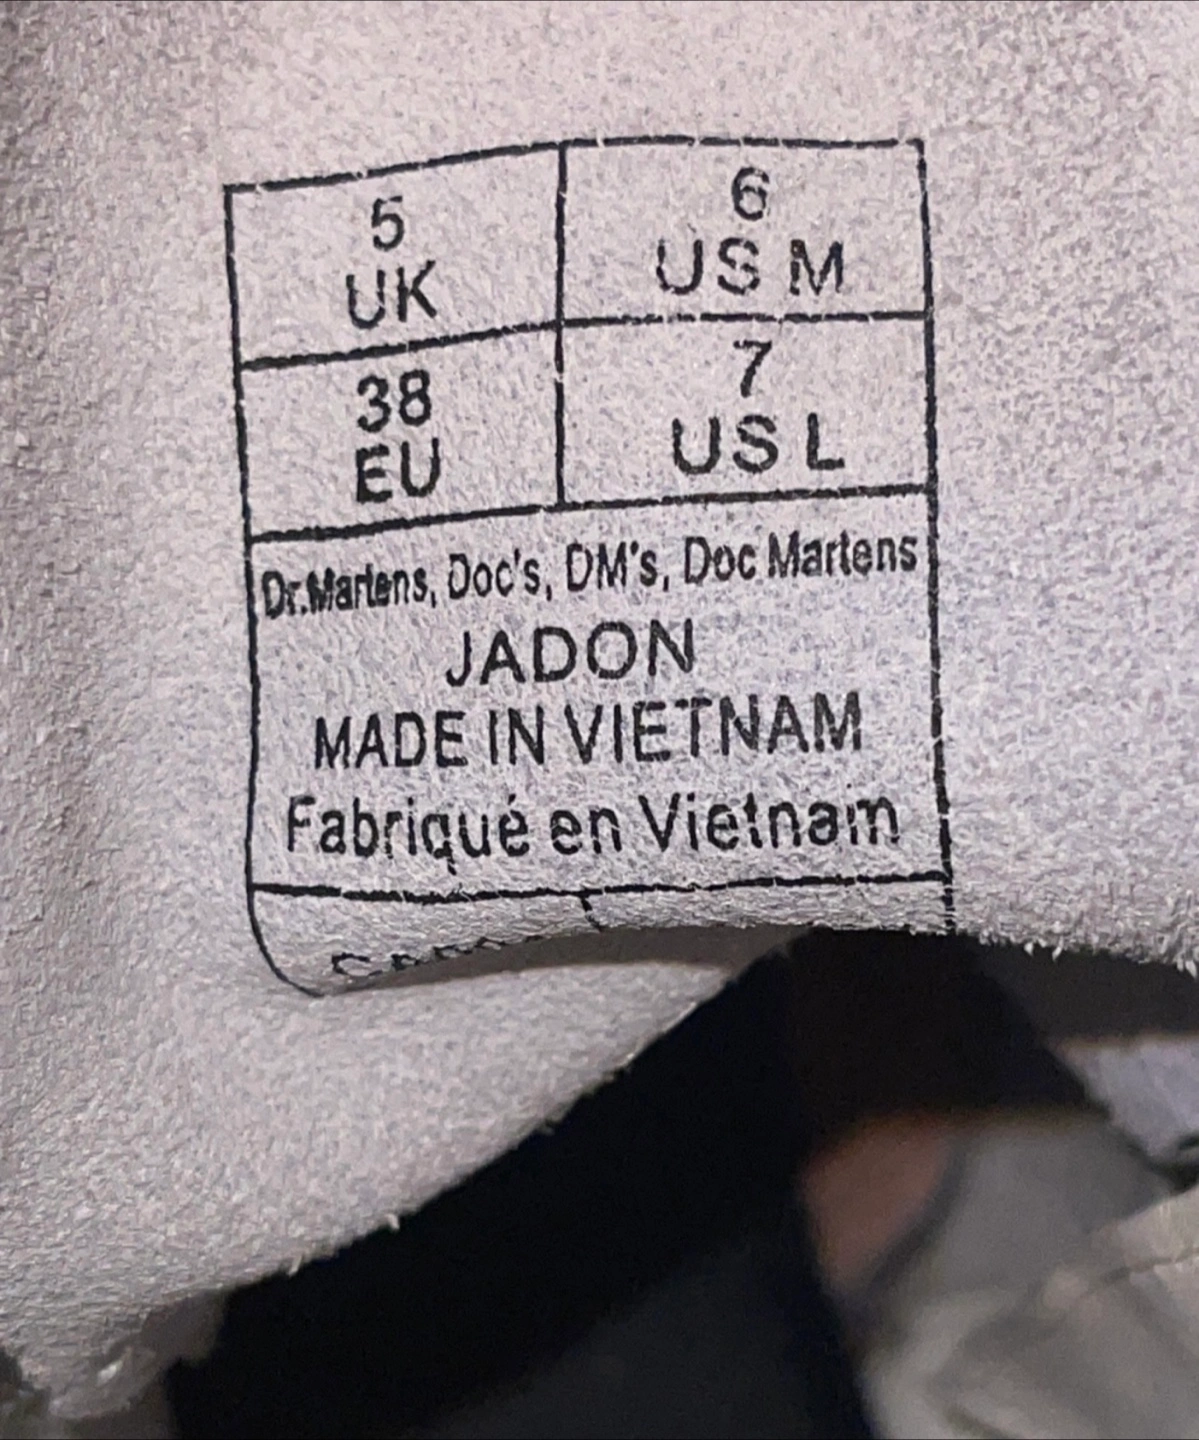 5
UK
6
US M
38
EU
7
US L
Dr.Martens, Doc's, DM's, Doc Martens
JADON
MADE IN VIETNAM
Fabriqué en Vietnam